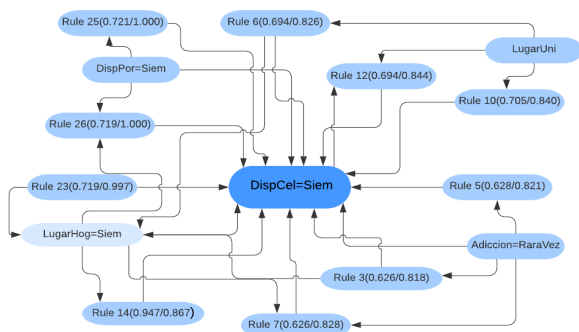 Rule 25(0.721/1.000)
Rule 6(0.694/0.826)
LugarUni
DispPor=Siem
Rule 12(0.694/0.844)
Rule 10(0.705/0.840)
Rule 26(0.719/1.000)
Rule 23(0.719/0.997)
DispCel=Siem
Rule 5(0.628/0.821)
LugarHog=Siem
Adiccion=RaraVez
Rule 3(0.626/0.818)
Rule 14(0.947/0.867)
Rule 7(0.626/0.828)